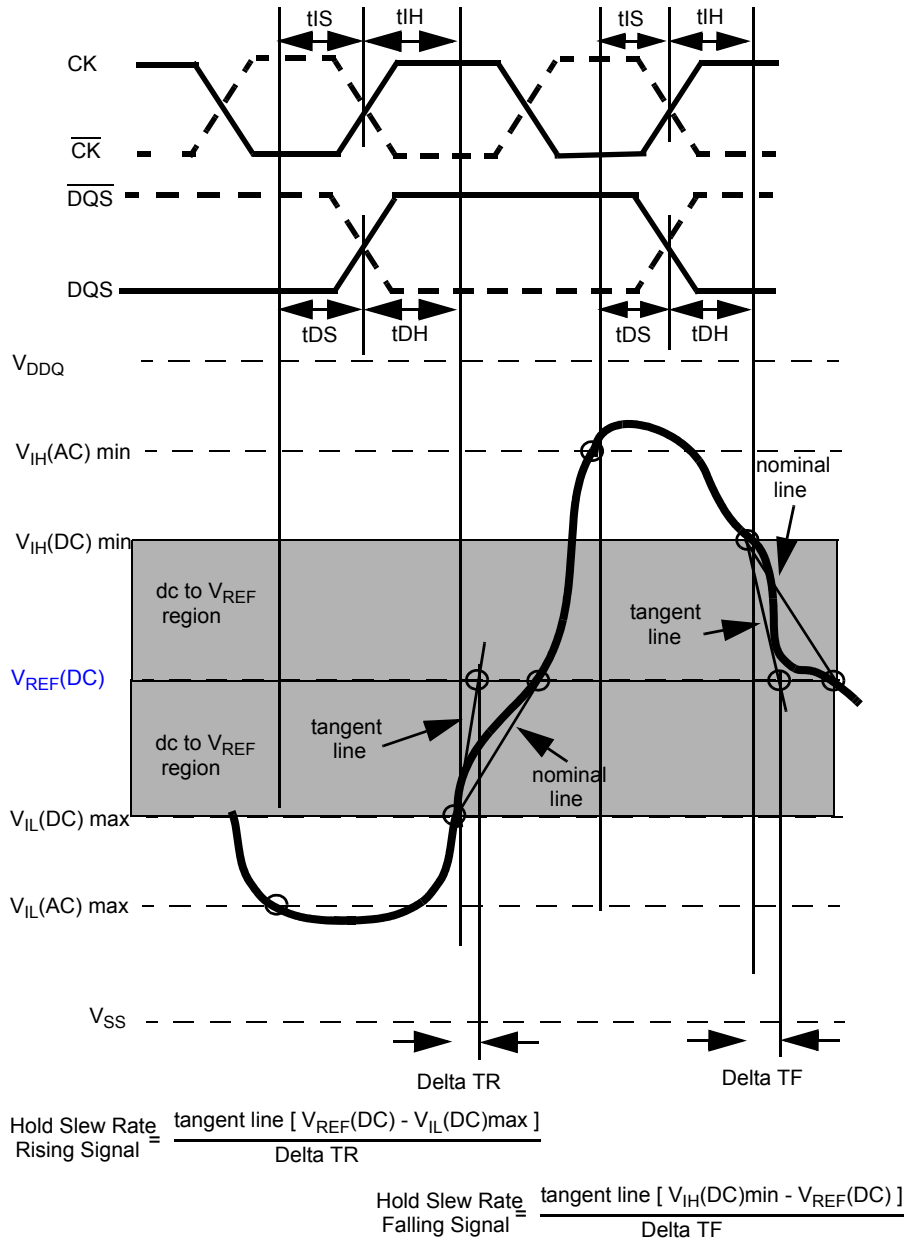 tIS tIH tIS tIH
CK
C̅K̅
D̅Q̅S̅
DQS
tDS tDH tDS tDH
VDDQ
VIH(AC) min
nominal
line
VIH(DC) min
dc to VREF
region
tangent
line
VREF(DC)
tangent
line
dc to VREF
region
nominal
line
VIL(DC) max
VIL(AC) max
VSS
Delta TR Delta TF
Hold Slew Rate
Rising Signal = tangent line [ VREF(DC) - VIL(DC)max ]
Delta TR
Hold Slew Rate
Falling Signal = tangent line [ VIH(DC)min - VREF(DC) ]
Delta TF